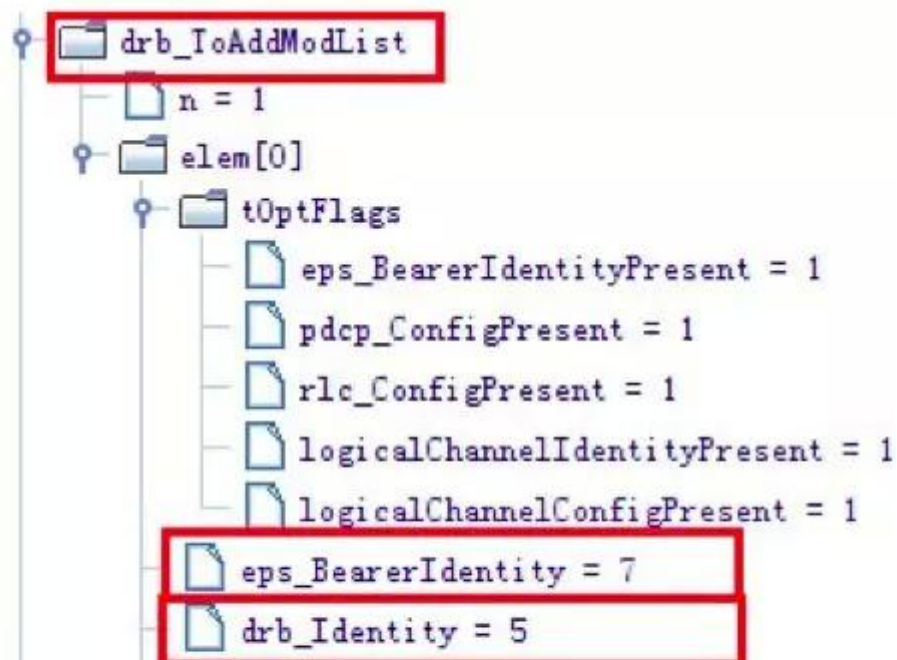 drb_ToAddModList
n = 1
elem[0]
tOptFlags
eps_BearerIdentityPresent = 1
pdcp_ConfigPresent = 1
rlc_ConfigPresent = 1
logicalChannelIdentityPresent = 1
logicalChannelConfigPresent = 1
eps_BearerIdentity = 7
drb_Identity = 5